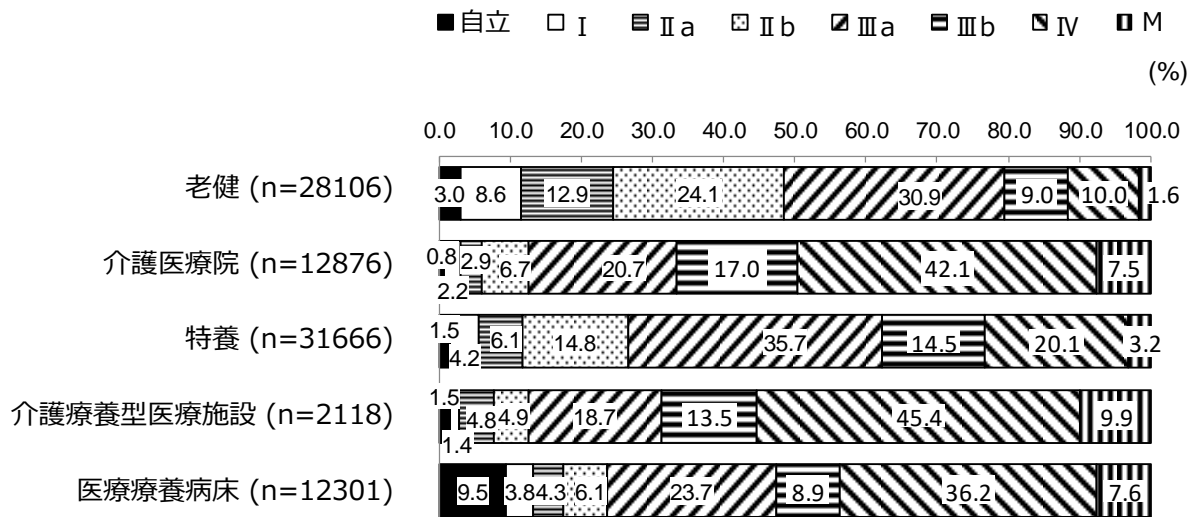 自立 Ⅰ Ⅱa Ⅱb Ⅲa Ⅲb Ⅳ M
(%)
0.0 10.0 20.0 30.0 40.0 50.0 60.0 70.0 80.0 90.0 100.0
老健 (n=28106) 3.0 8.6 12.9 24.1 30.9 9.0 10.0 1.6
介護医療院 (n=12876) 0.8 2.2 2.9 6.7 20.7 17.0 42.1 7.5
特養 (n=31666) 1.5 4.2 6.1 14.8 35.7 14.5 20.1 3.2
介護療養型医療施設 (n=2118) 1.5 1.4 4.8 4.9 18.7 13.5 45.4 9.9
医療療養病床 (n=12301) 9.5 3.8 4.3 6.1 23.7 8.9 36.2 7.6